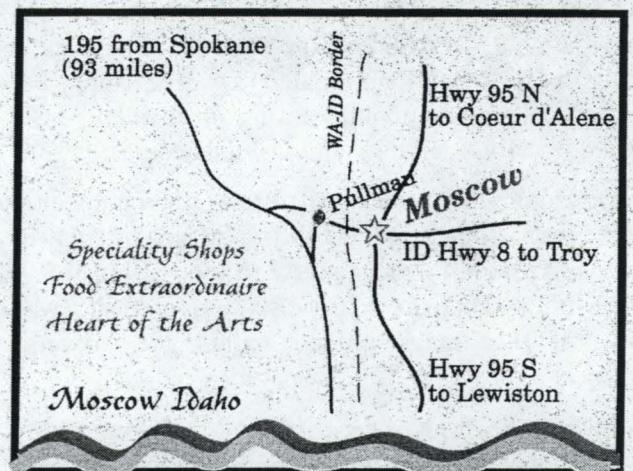 195 from Spokane
(93 miles)
WA-ID Border
Hwy 95 N
to Coeur d'Alene
Pullman
Moscow
ID Hwy 8 to Troy
Speciality Shops
Food Extraordinaire
Heart of the Arts
Hwy 95 S
to Lewiston
Moscow Idaho